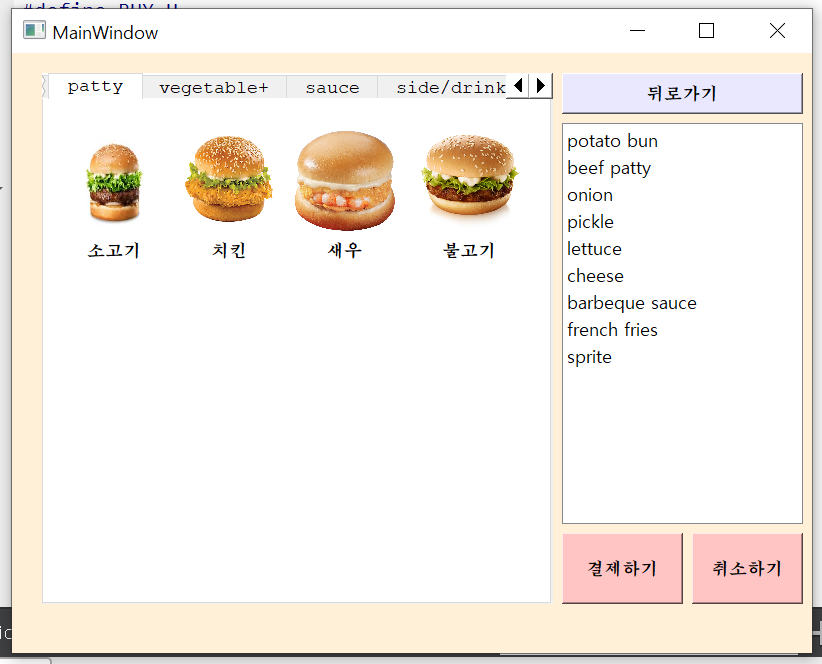 MainWindow
patty vegetable+ sauce side/drink
뒤로가기
소고기 치킨 새우 불고기
potato bun
beef patty
onion
pickle
lettuce
cheese
barbeque sauce
french fries
sprite
결제하기 취소하기